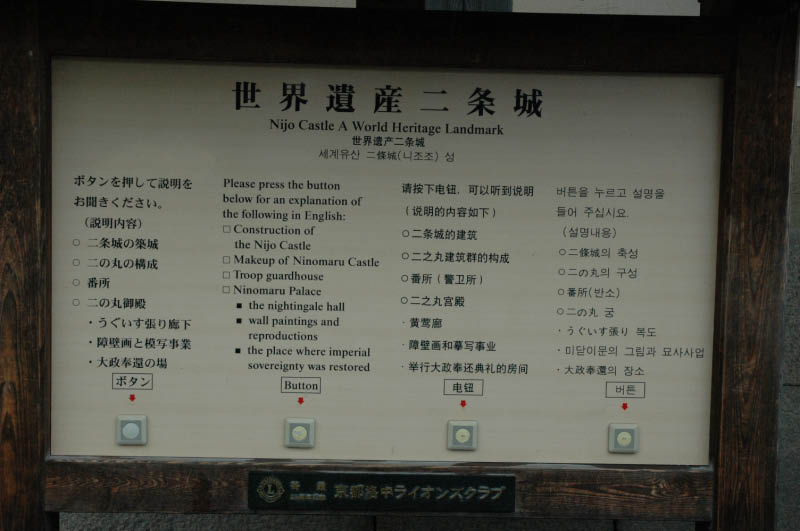 世界遺産二条城
Nijo Castle A World Heritage Landmark
世界遗产二条城
세계유산 二條城(니조조) 성
ボタンを押して説明を
お聞きください。
（説明内容）
○ 二条城の築城
○ 二の丸の構成
○ 番所
○ 二の丸御殿
・うぐいす張り廊下
・障壁画と模写事業
・大政奉還の場
ボタン
Please press the button
below for an explanation of
the following in English:
□ Construction of
the Nijo Castle
□ Makeup of Ninomaru Castle
□ Troop guardhouse
□ Ninomaru Palace
■ the nightingale hall
■ wall paintings and
reproductions
■ the place where imperial
sovereignty was restored
Button
请按下电钮，可以听到说明
（说明的内容如下）
○二条城的建筑
○二之丸建筑群的构成
○番所（警卫所）
○二之丸宫殿
·黄莺廊
·障壁画和摹写事业
·举行大政奉还典礼的房间
电钮
버튼을 누르고 설명을
들어 주십시요.
(설명내용)
○二條城의 축성
○二の丸의 구성
○番所(반소)
○二の丸 궁
·うぐいす張り 복도
·미닫이문의 그림과 묘사사업
·大政奉還의 장소
버튼
京都洛中ライオンズクラブ